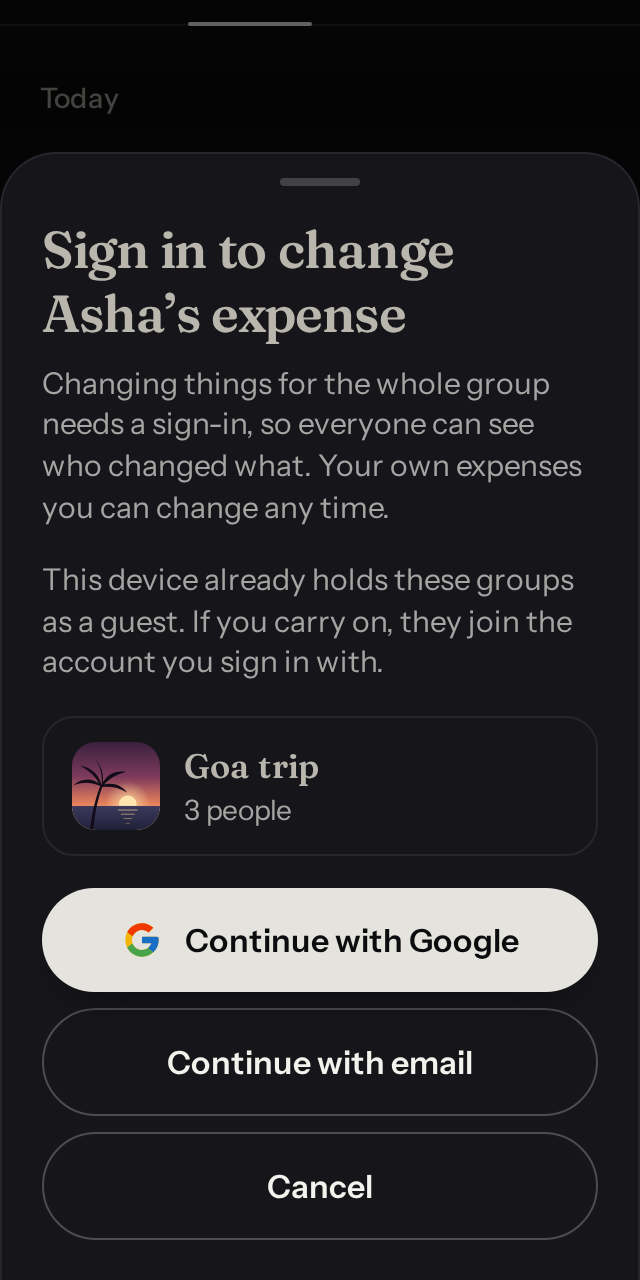 Today
Sign in to change
Asha’s expense
Changing things for the whole group
needs a sign-in, so everyone can see
who changed what. Your own expenses
you can change any time.
This device already holds these groups
as a guest. If you carry on, they join the
account you sign in with.
Goa trip
3 people
Continue with Google
Continue with email
Cancel